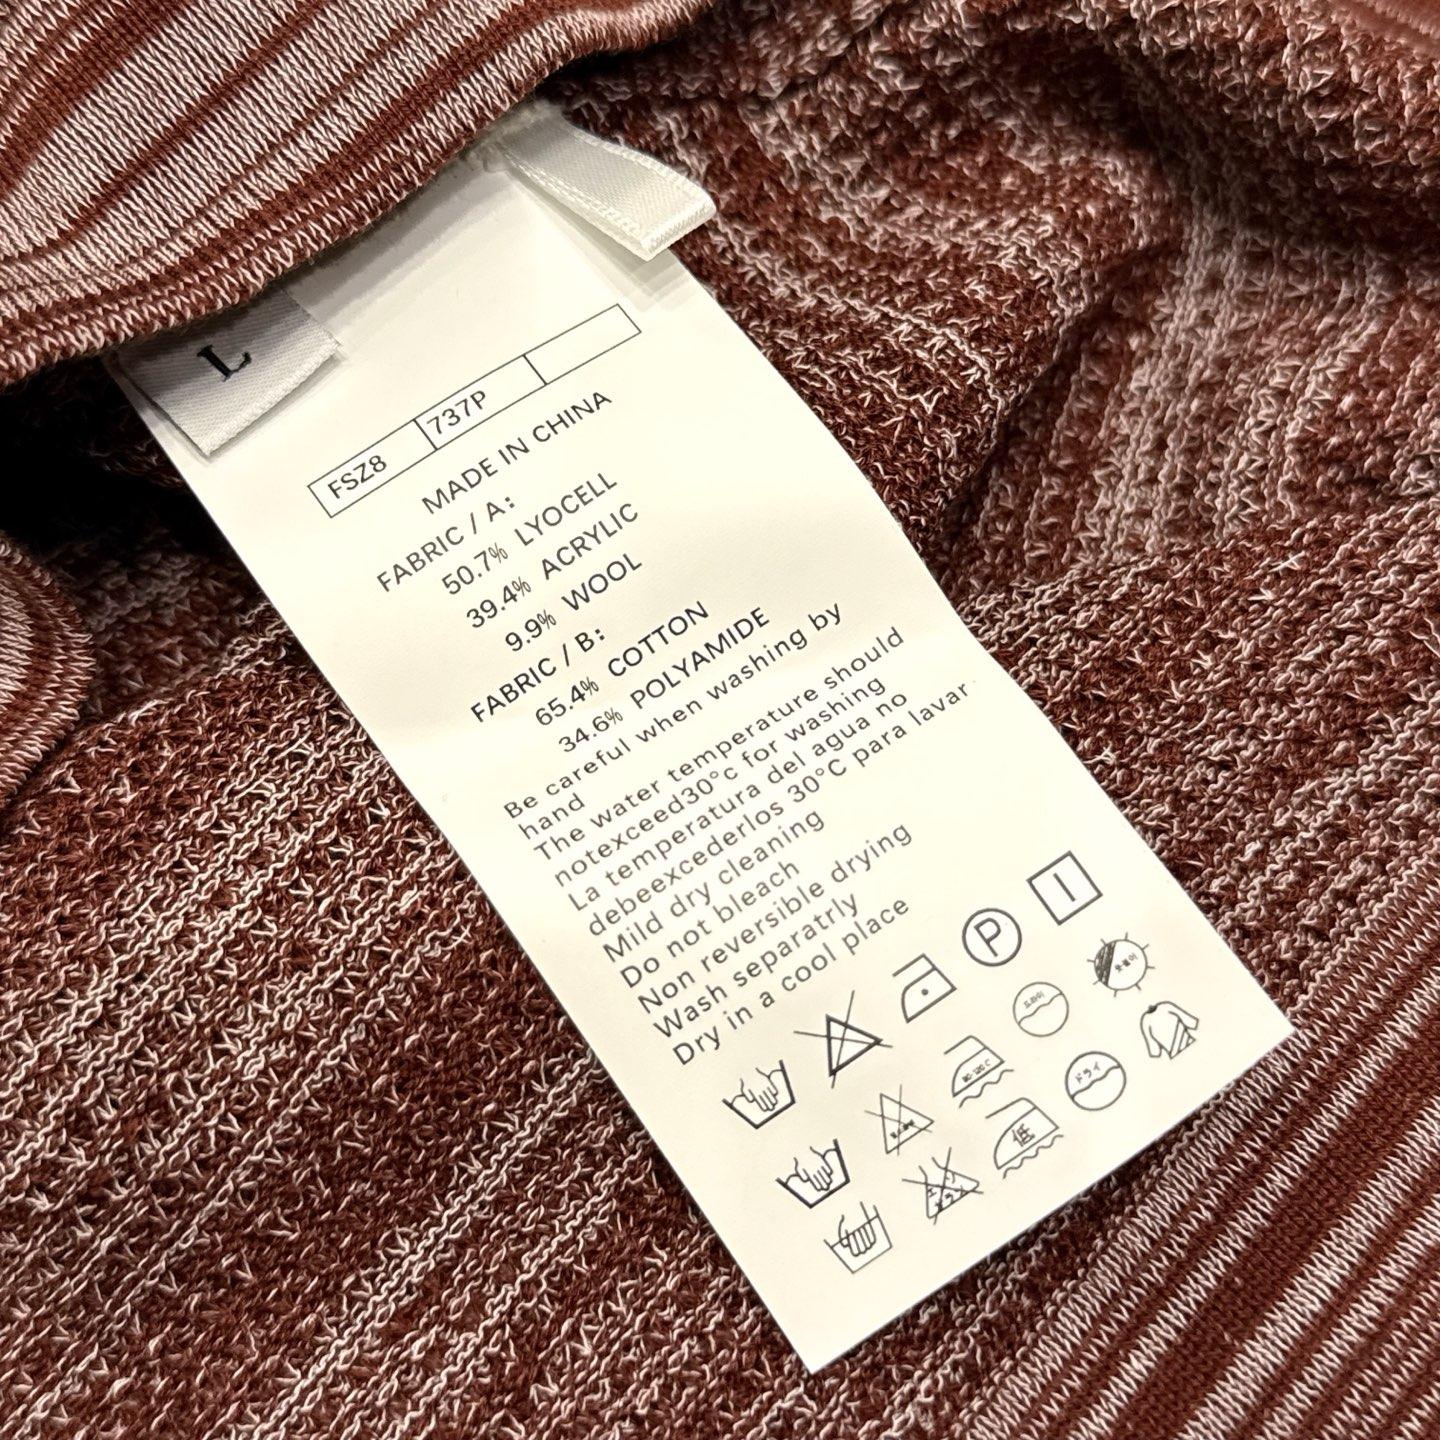 L
FSZ8 737P
MADE IN CHINA
FABRIC / A:
50.7% LYOCELL
39.4% ACRYLIC
9.9% WOOL
FABRIC / B:
65.4% COTTON
34.6% POLYAMIDE
Be careful when washing by
hand
The water temperature should
notexceed30°c for washing
La temperatura del agua no
debeexcederlos 30°C para lavar
Mild dry cleaning
Do not bleach
Non reversible drying
Wash separatrly
Dry in a cool place
P
I
드라이
ドライ
低